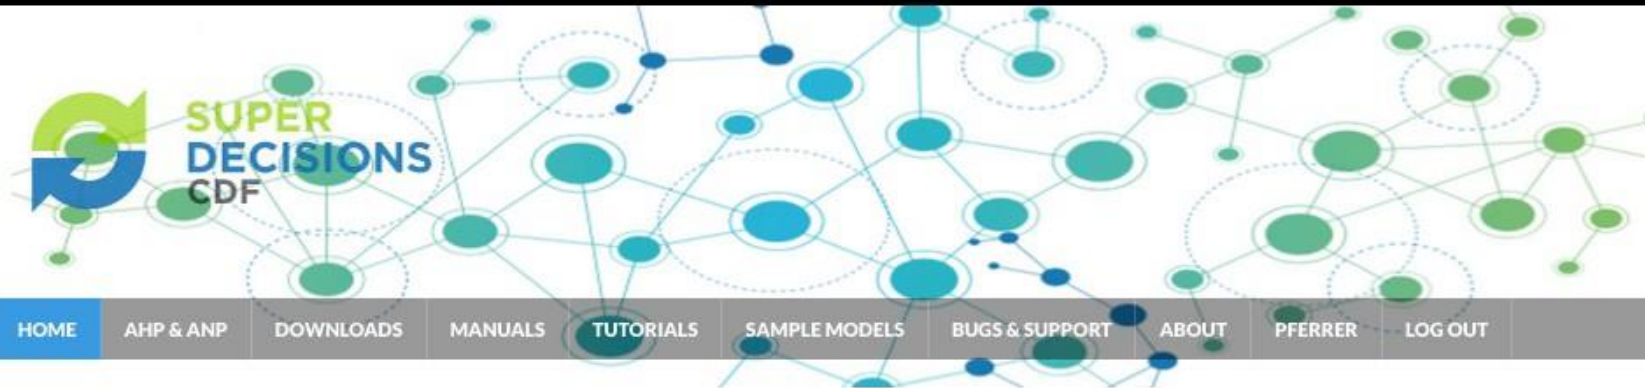 SUPER
DECISIONS
CDF
HOME AHP & ANP DOWNLOADS MANUALS TUTORIALS SAMPLE MODELS BUGS & SUPPORT ABOUT PFERRER LOG OUT